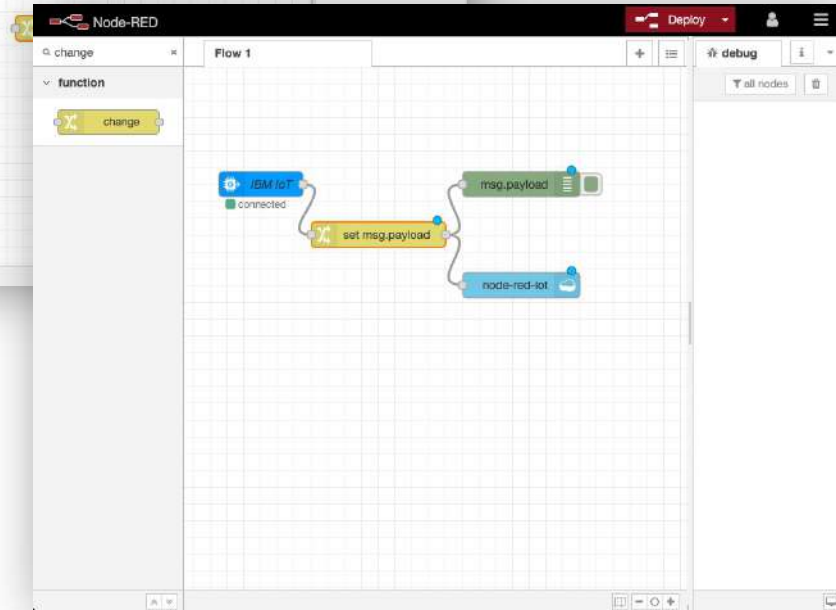 Node-RED
Deploy
change
Flow 1
debug
i
function
all nodes
change
IBM IoT
msg.payload
connected
set msg.payload
node-red-iot